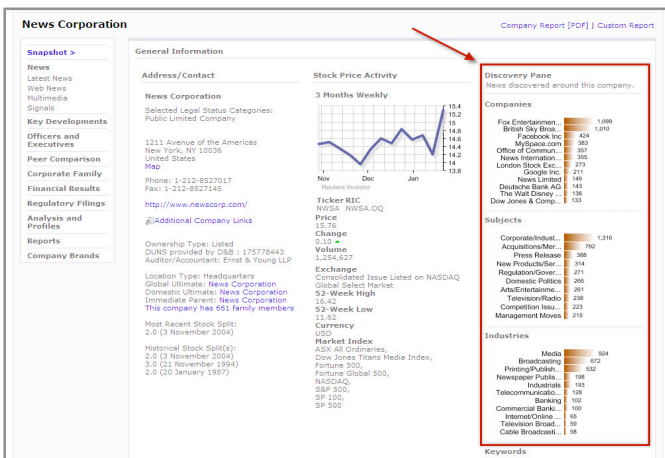 News Corporation
Company Report [PDF] | Custom Report
Snapshot >
News
Latest News
Web News
Multimedia
Signals
Key Developments
Officers and
Executives
Peer Comparison
Corporate Family
Financial Results
Regulatory Filings
Analysis and
Profiles
Reports
Company Brands
General Information
Address/Contact
News Corporation
Selected Legal Status Categories:
Public Limited Company
1211 Avenue of the Americas
New York, NY 10036
United States
Map
Phone: 1-212-8527017
Fax: 1-212-8527145
http://www.newscorp.com/
Additional Company Links
Ownership Type: Listed
DUNS provided by D&B : 175778443
Auditor/Accountant: Ernst & Young LLP
Location Type: Headquarters
Global Ultimate: News Corporation
Domestic Ultimate: News Corporation
Immediate Parent: News Corporation
This company has 661 family members
Most Recent Stock Split:
2.0 (3 November 2004)
Historical Stock Split(s):
2.0 (3 November 2004)
3.0 (21 November 1994)
2.0 (20 January 1987)
Stock Price Activity
3 Months Weekly
15.4
15.2
15
14.8
14.6
14.4
14.2
14
13.8
Nov Dec Jan
Reuters Investor
Ticker RIC
NWSA NWSA.OQ
Price
15.76
Change
0.10
Volume
1,254,627
Exchange
Consolidated Issue Listed on NASDAQ
Global Select Market
52-Week High
16.42
52-Week Low
11.62
Currency
USD
Market Index
ASX All Ordinaries,
Dow Jones Titans Media Index,
Fortune 500,
Fortune Global 500,
NASDAQ,
S&P 500,
SP 100,
SP 500
Discovery Pane
News discovered around this company.
Companies
Fox Entertainmen... 1,099
British Sky Broa... 1,010
Facebook Inc 424
MySpace.com 383
Office of Commun... 357
News Internation... 355
London Stock Exc... 273
Google Inc. 211
News Limited 149
Deutsche Bank AG 143
The Walt Disney ... 138
Dow Jones & Comp... 133
Subjects
Corporate/Indust... 1,316
Acquisitions/Mer... 792
Press Release 388
New Products/Ser... 314
Regulation/Gover... 271
Domestic Politics 266
Arts/Entertainme... 261
Television/Radio 238
Competition Issu... 223
Management Moves 215
Industries
Media 924
Broadcasting 672
Printing/Publish... 532
Newspaper Publis... 198
Industrials 193
Telecommunicatio... 128
Banking 102
Commercial Banki... 100
Internet/Online ... 65
Television Broad... 59
Cable Broadcasti... 58
Keywords